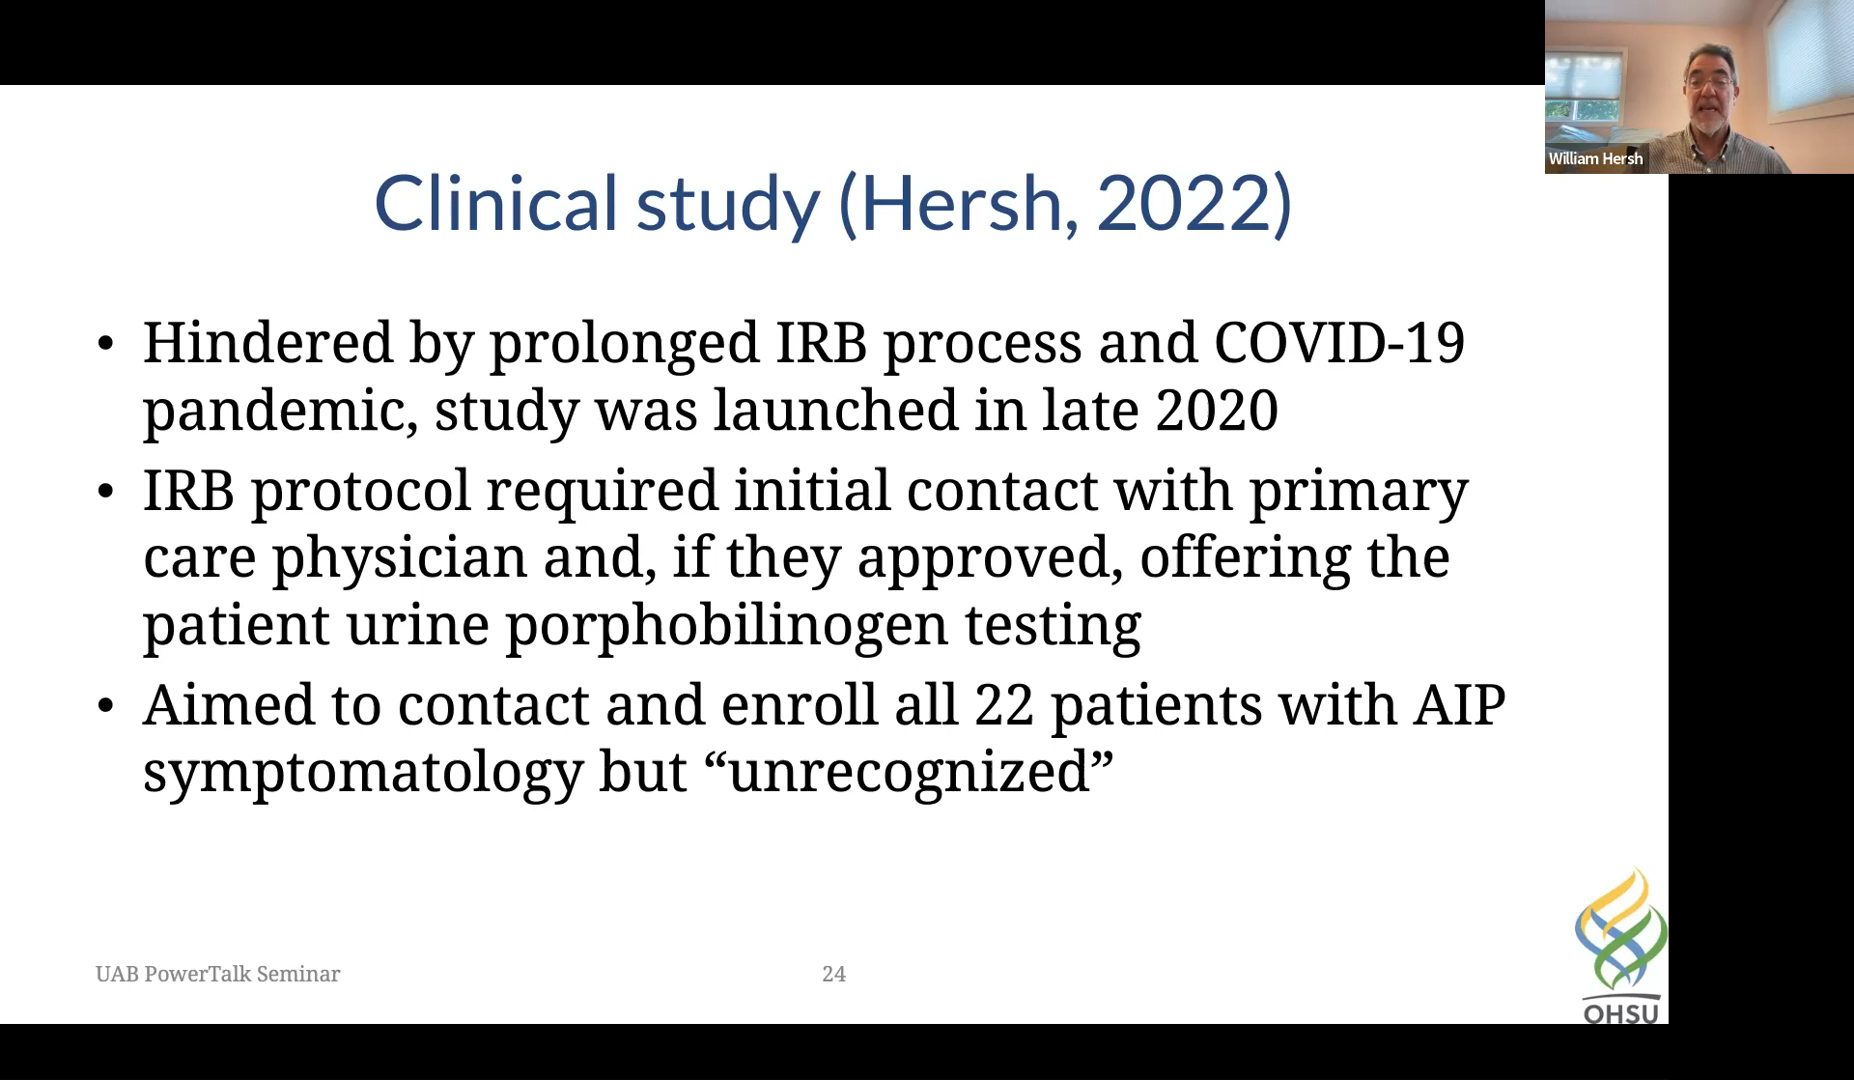 William Hersh
Clinical study (Hersh, 2022)
• Hindered by prolonged IRB process and COVID-19
pandemic, study was launched in late 2020
• IRB protocol required initial contact with primary
care physician and, if they approved, offering the
patient urine porphobilinogen testing
• Aimed to contact and enroll all 22 patients with AIP
symptomatology but “unrecognized”
UAB PowerTalk Seminar
24
OHSU